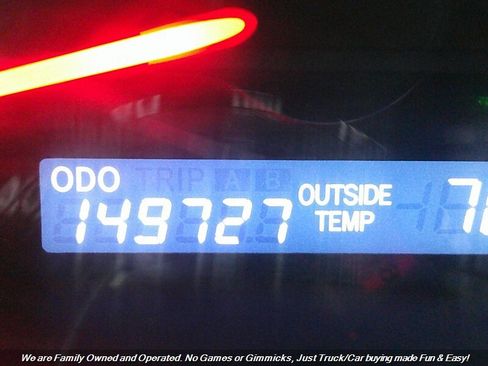 ODO TRIP A B
149727
OUTSIDE
TEMP
We are Family Owned and Operated. No Games or Gimmicks, Just Truck/Car buying made Fun & Easy!